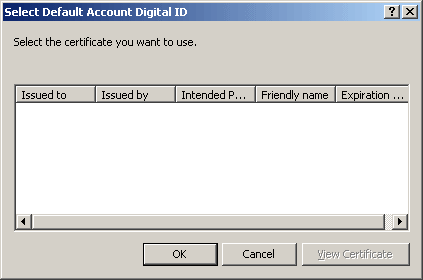 Select Default Account Digital ID
Select the certificate you want to use.
Issued to Issued by Intended P... Friendly name Expiration ...
OK Cancel View Certificate